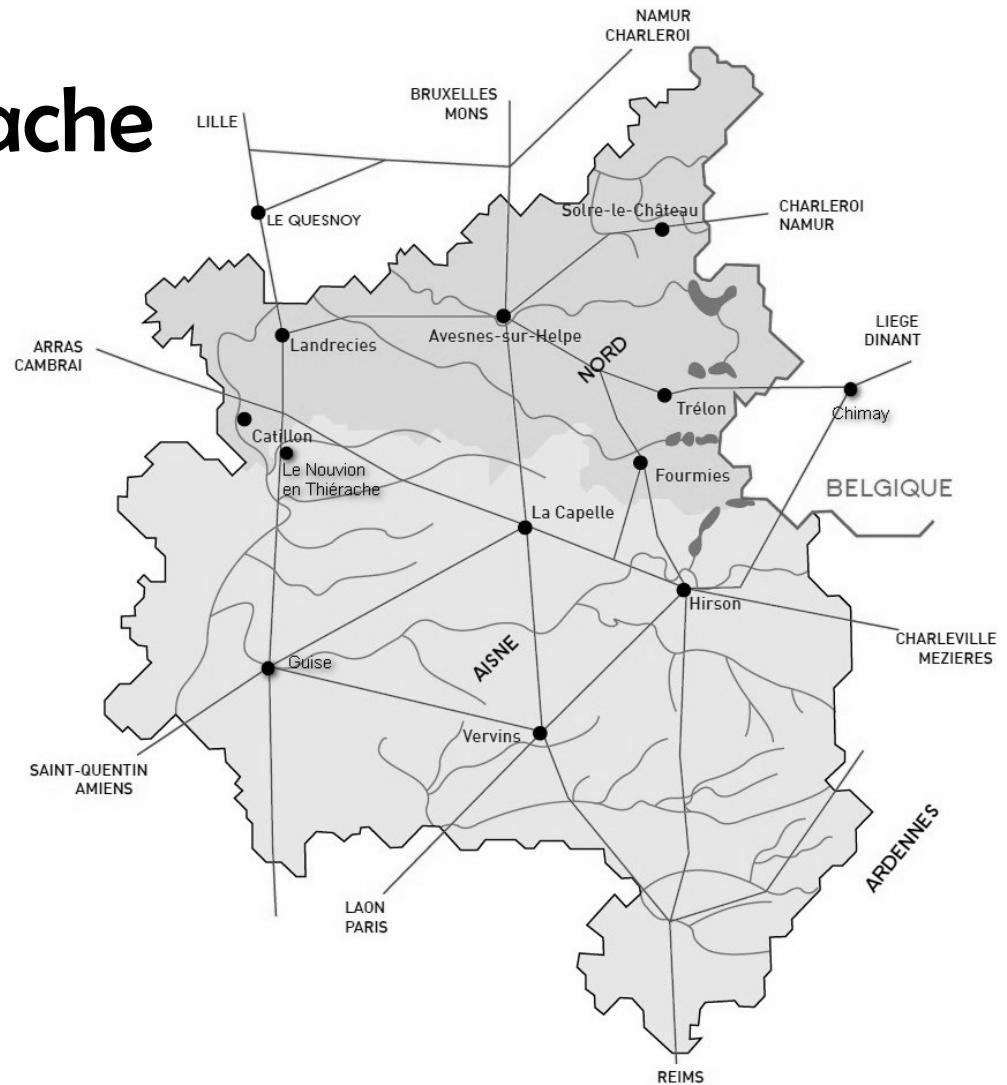 NAMUR
CHARLEROI
BRUXELLES
MONS
ache
LILLE
CHARLEROI
NAMUR
Solre-le-Château
LE QUESNOY
LIEGE
DINANT
ARRAS
CAMBRAI
Landrecies
Avesnes-sur-Helpe
NORD
Trélon
Chimay
Catillon
Le Nouvion
en Thiérache
Fourmies
BELGIQUE
La Capelle
Hirson
CHARLEVILLE
MEZIERES
Guise
AISNE
Vervins
SAINT-QUENTIN
AMIENS
ARDENNES
LAON
PARIS
REIMS